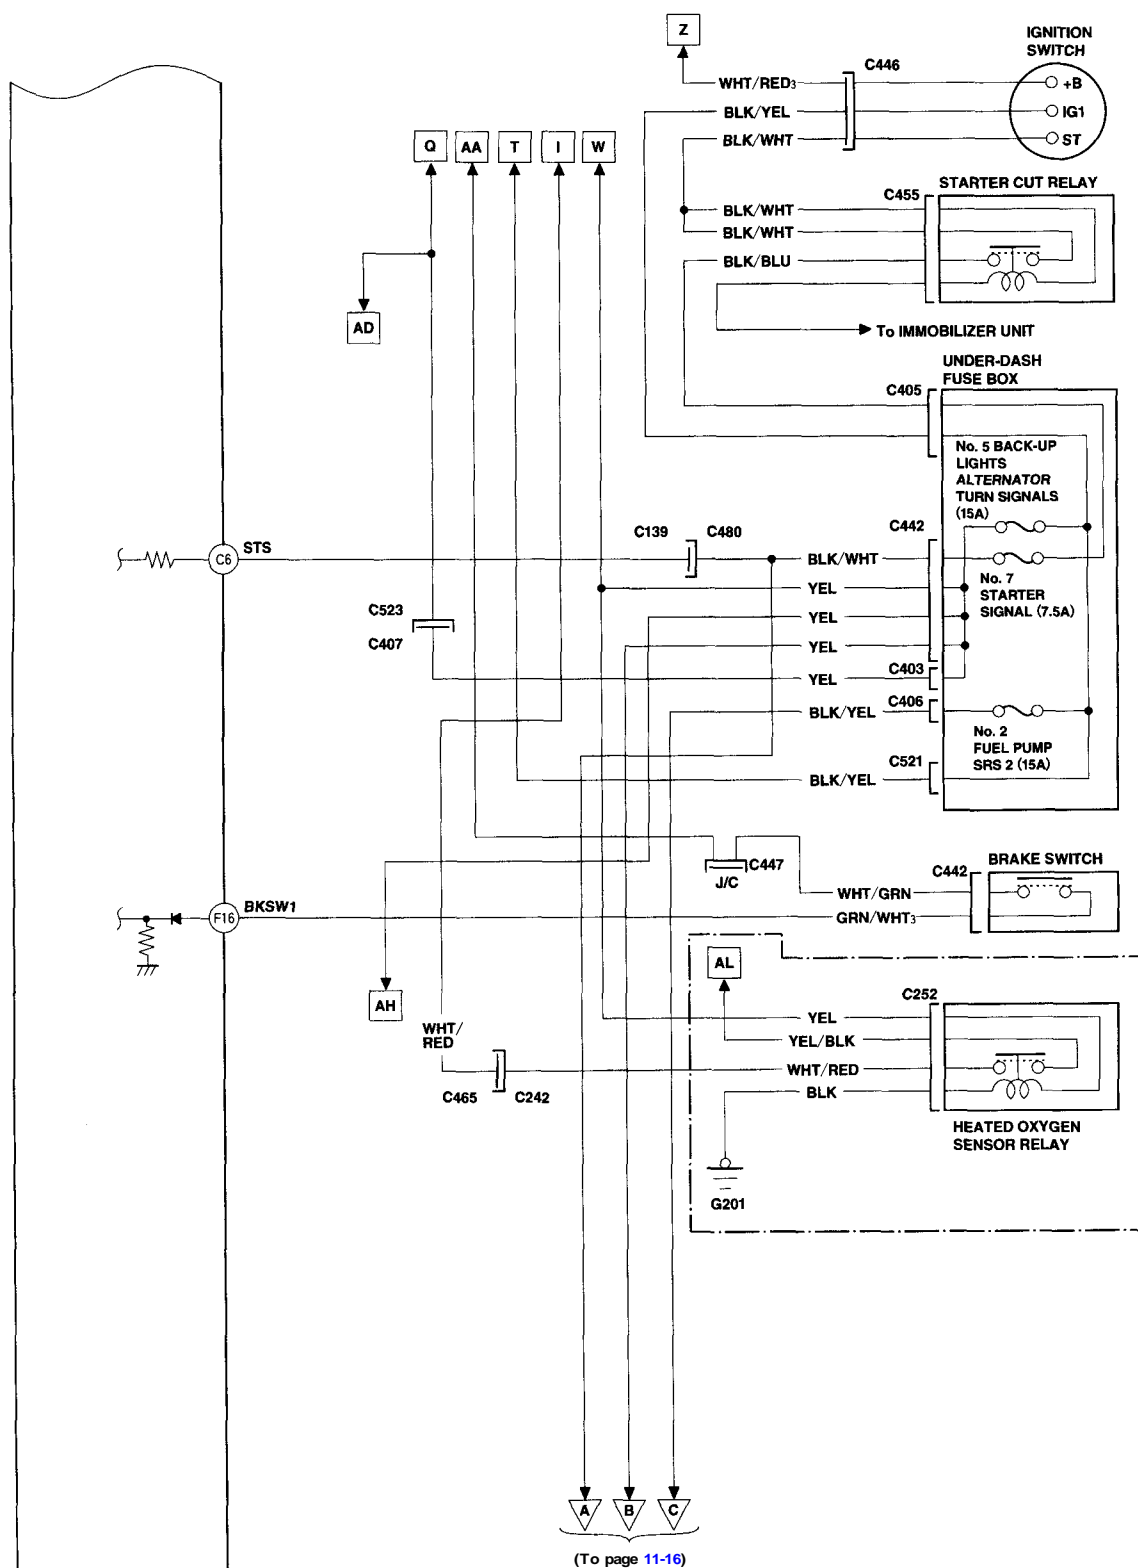 Z
IGNITION
SWITCH
C446
WHT/RED3
+B
BLK/YEL
IG1
BLK/WHT
ST
Q
AA
T
I
W
STARTER CUT RELAY
C455
BLK/WHT
BLK/WHT
BLK/BLU
AD
To IMMOBILIZER UNIT
UNDER-DASH
FUSE BOX
C405
No. 5 BACK-UP
LIGHTS
ALTERNATOR
TURN SIGNALS
(15A)
C139
C480
C442
C6
STS
BLK/WHT
No. 7
STARTER
SIGNAL (7.5A)
YEL
C523
YEL
C407
YEL
YEL
C403
C406
BLK/YEL
No. 2
FUEL PUMP
SRS 2 (15A)
C521
BLK/YEL
C447
J/C
BRAKE SWITCH
C442
WHT/GRN
F16
BKSW1
GRN/WHT3
AL
AH
C252
WHT/
RED
YEL
YEL/BLK
WHT/RED
BLK
C465
C242
HEATED OXYGEN
SENSOR RELAY
G201
A
B
C
(To page 11-16)